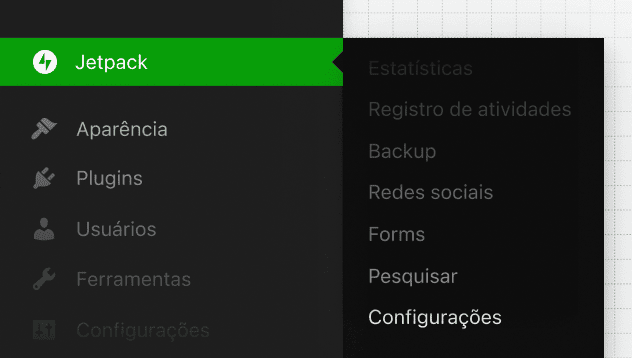 Jetpack
Aparência
Plugins
Usuários
Ferramentas
Configurações
Estatísticas
Registro de atividades
Backup
Redes sociais
Forms
Pesquisar
Configurações